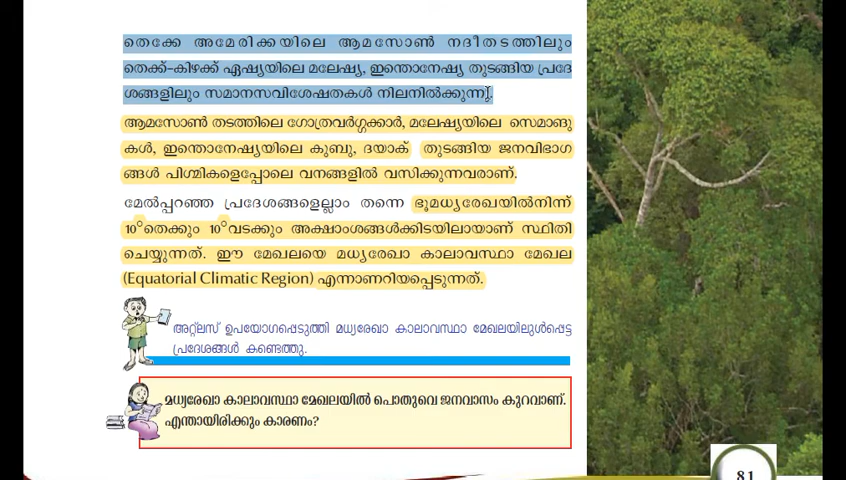 തെക്കേ അമേരിക്കയിലെ ആമസോൺ നദീതടത്തിലും
തെക്ക്-കിഴക്ക് ഏഷ്യയിലെ മലേഷ്യ, ഇന്തൊനേഷ്യ തുടങ്ങിയ പ്രദേ
ശങ്ങളിലും സമാനസവിശേഷതകൾ നിലനിൽക്കുന്നു.
ആമസോൺ തടത്തിലെ ഗോത്രവർഗ്ഗക്കാർ, മലേഷ്യയിലെ സെമാങു
കൾ, ഇന്തൊനേഷ്യയിലെ കുബു, ദയാക് തുടങ്ങിയ ജനവിഭാഗ
ങ്ങൾ പിഗ്മികളെപ്പോലെ വനങ്ങളിൽ വസിക്കുന്നവരാണ്.
മേൽപ്പറഞ്ഞ പ്രദേശങ്ങളെല്ലാം തന്നെ ഭൂമധ്യരേഖയിൽനിന്ന്
10°തെക്കും 10°വടക്കും അക്ഷാംശങ്ങൾക്കിടയിലായാണ് സ്ഥിതി
ചെയ്യുന്നത്. ഈ മേഖലയെ മധ്യരേഖാ കാലാവസ്ഥാ മേഖല
(Equatorial Climatic Region) എന്നാണറിയപ്പെടുന്നത്.
അറ്റ്ലസ് ഉപയോഗപ്പെടുത്തി മധ്യരേഖാ കാലാവസ്ഥാ മേഖലയിലുൾപ്പെട്ട
പ്രദേശങ്ങൾ കണ്ടെത്തു.
മധ്യരേഖാ കാലാവസ്ഥാ മേഖലയിൽ പൊതുവെ ജനവാസം കുറവാണ്.
എന്തായിരിക്കും കാരണം?
81